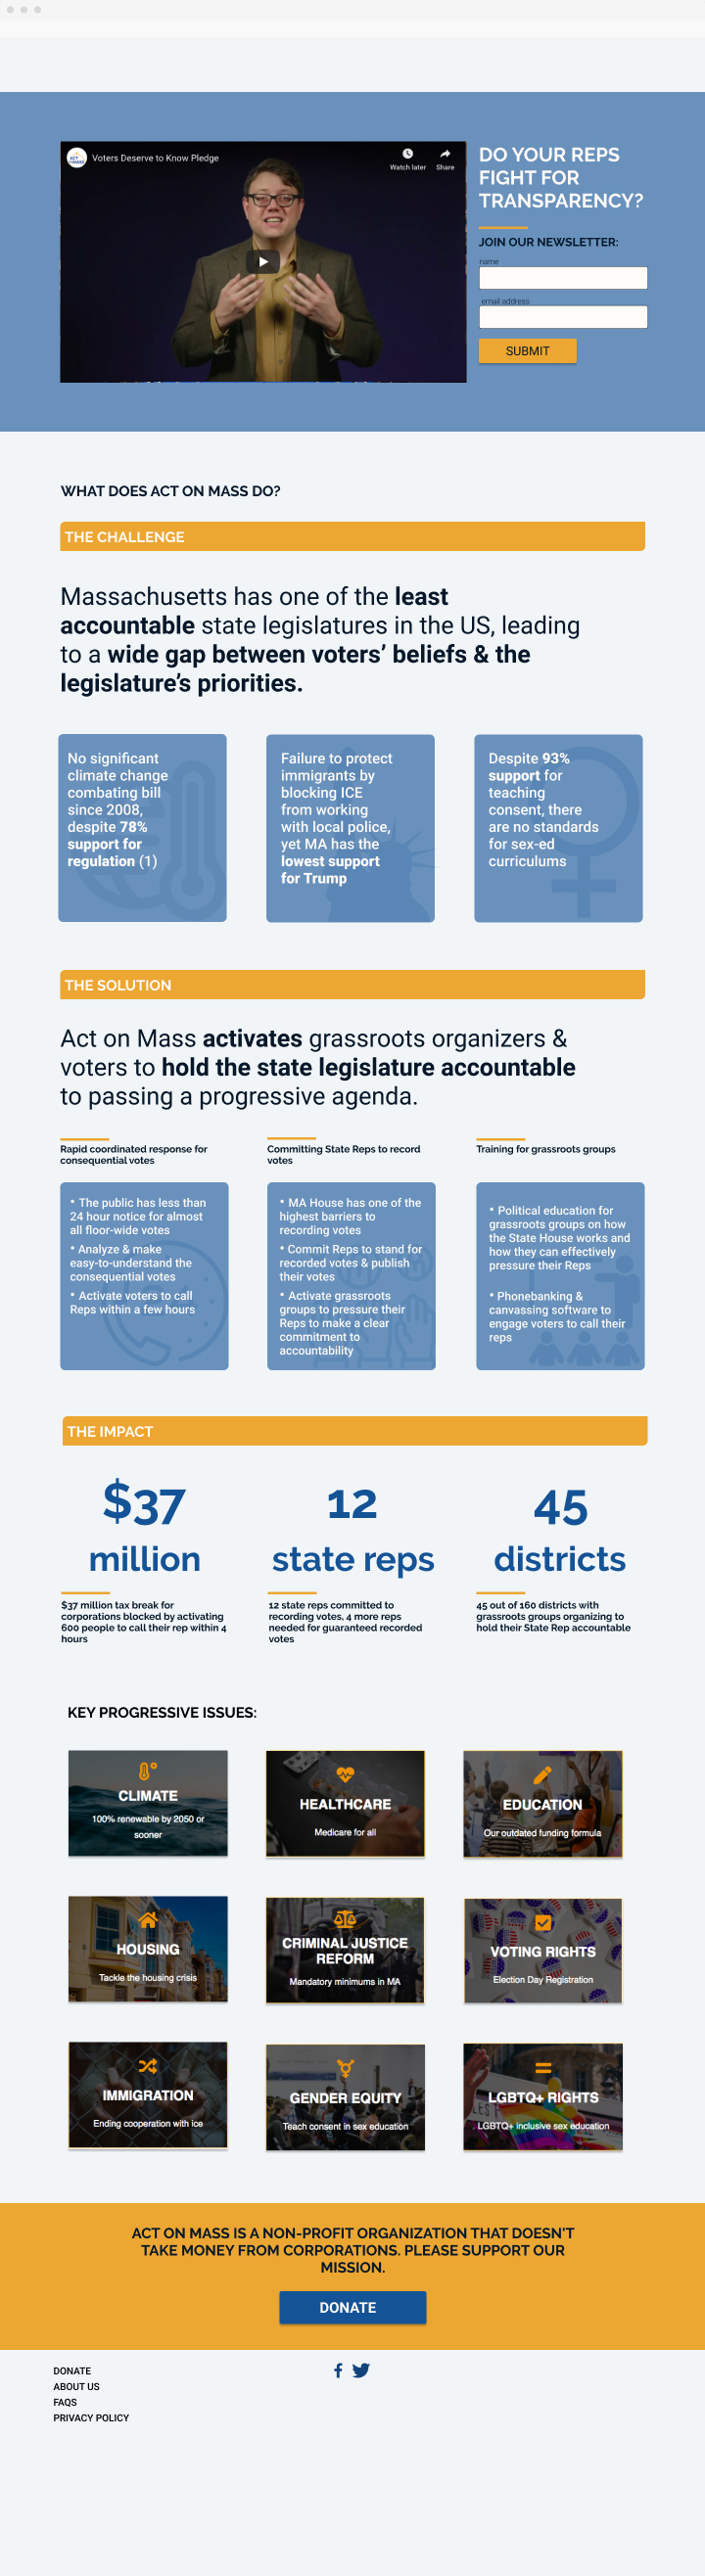 Voters Deserve to Know Pledge
Watch later
Share
DO YOUR REPS
FIGHT FOR
TRANSPARENCY?
JOIN OUR NEWSLETTER:
name
email address
SUBMIT
WHAT DOES ACT ON MASS DO?
THE CHALLENGE
Massachusetts has one of the least
accountable state legislatures in the US, leading
to a wide gap between voters’ beliefs & the
legislature’s priorities.
No significant
climate change
combating bill
since 2008,
despite 78%
support for
regulation (1)
Failure to protect
immigrants by
blocking ICE
from working
with local police,
yet MA has the
lowest support
for Trump
Despite 93%
support for
teaching
consent, there
are no standards
for sex-ed
curriculums
THE SOLUTION
Act on Mass activates grassroots organizers &
voters to hold the state legislature accountable
to passing a progressive agenda.
Rapid coordinated response for
consequential votes
• The public has less than
24 hour notice for almost
all floor-wide votes
• Analyze & make
easy-to-understand the
consequential votes
• Activate voters to call
Reps within a few hours
Committing State Reps to record
votes
• MA House has one of the
highest barriers to
recording votes
• Commit Reps to stand for
recorded votes & publish
their votes
• Activate grassroots
groups to pressure their
Reps to make a clear
commitment to
accountability
Training for grassroots groups
• Political education for
grassroots groups on how
the State House works and
how they can effectively
pressure their Reps
• Phonebanking &
canvassing software to
engage voters to call their
reps
THE IMPACT
$37
million
$37 million tax break for
corporations blocked by activating
600 people to call their rep within 4
hours
12
state reps
12 state reps committed to
recording votes, 4 more reps
needed for guaranteed recorded
votes
45
districts
45 out of 160 districts with
grassroots groups organizing to
hold their State Rep accountable
KEY PROGRESSIVE ISSUES:
CLIMATE
100% renewable by 2050 or
sooner
HEALTHCARE
Medicare for all
EDUCATION
Our outdated funding formula
HOUSING
Tackle the housing crisis
CRIMINAL JUSTICE
REFORM
Mandatory minimums in MA
VOTING RIGHTS
Election Day Registration
IMMIGRATION
Ending cooperation with ice
GENDER EQUITY
Teach consent in sex education
LGBTQ+ RIGHTS
LGBTQ+ inclusive sex education
ACT ON MASS IS A NON-PROFIT ORGANIZATION THAT DOESN'T
TAKE MONEY FROM CORPORATIONS. PLEASE SUPPORT OUR
MISSION.
DONATE
DONATE
ABOUT US
FAQS
PRIVACY POLICY